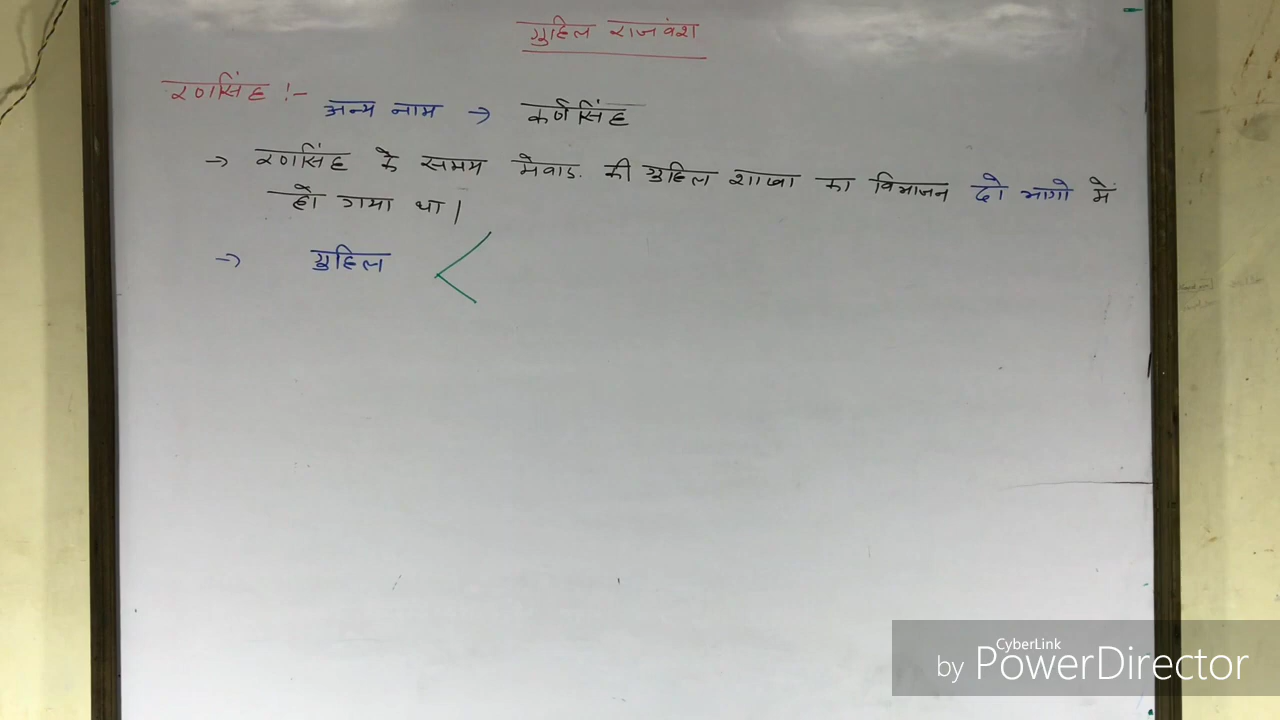 गुहिल राजवंश
रणसिंह :-
अन्य नाम → कर्णसिंह
→ रणसिंह के समय मेवाड. की गुहिल शाखा का विभाजन दो भागो में
हो गया था |
→ गुहिल
CyberLink
by PowerDirector